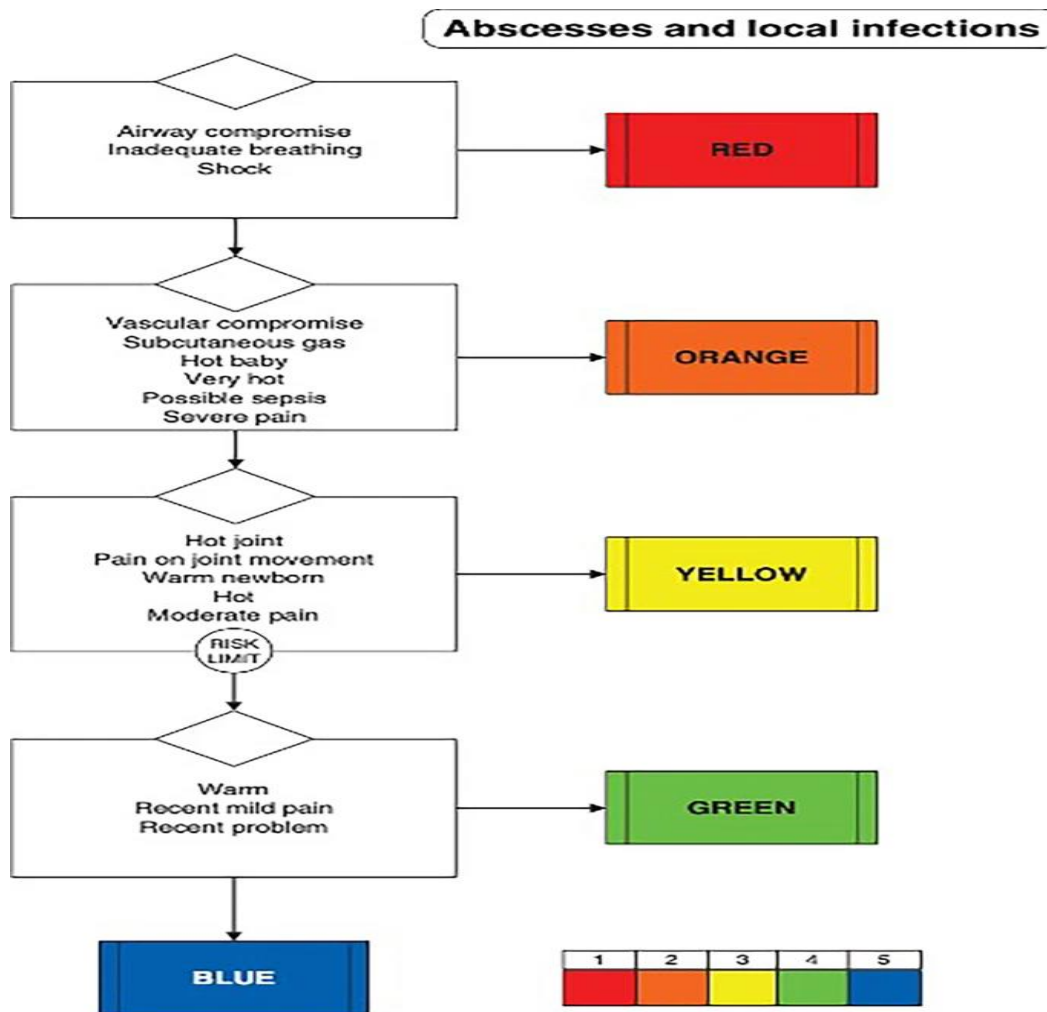 Abscesses and local infections
Airway compromise
Inadequate breathing
Shock
RED
Vascular compromise
Subcutaneous gas
Hot baby
Very hot
Possible sepsis
Severe pain
ORANGE
Hot joint
Pain on joint movement
Warm newborn
Hot
Moderate pain
YELLOW
RISK
LIMIT
Warm
Recent mild pain
Recent problem
GREEN
BLUE
1 2 3 4 5